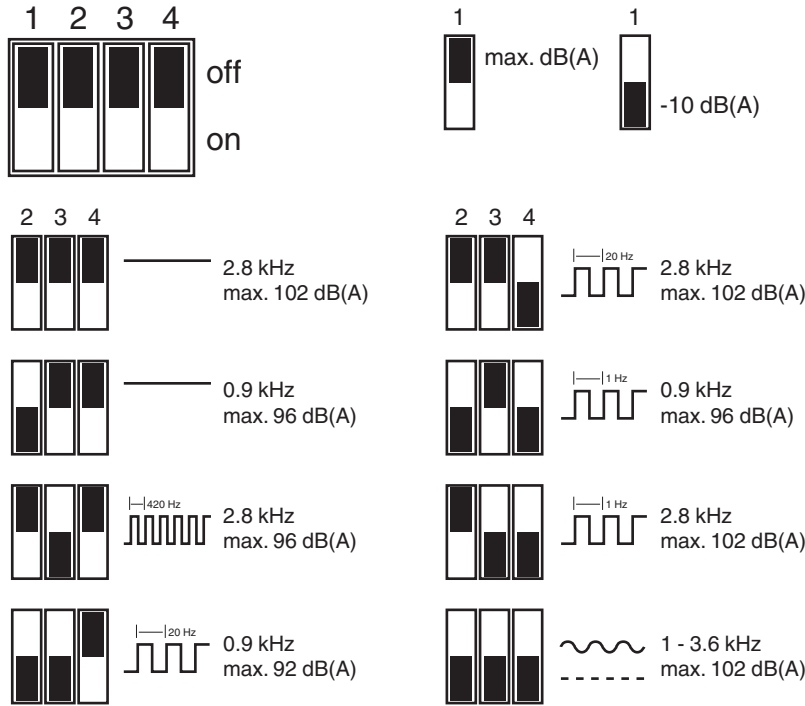 1 2 3 4
off
on
1
max. dB(A)
1
-10 dB(A)
2 3 4
2.8 kHz
max. 102 dB(A)
0.9 kHz
max. 96 dB(A)
420 Hz
2.8 kHz
max. 96 dB(A)
20 Hz
0.9 kHz
max. 92 dB(A)
2 3 4
20 Hz
2.8 kHz
max. 102 dB(A)
1 Hz
0.9 kHz
max. 96 dB(A)
1 Hz
2.8 kHz
max. 102 dB(A)
1 - 3.6 kHz
max. 102 dB(A)